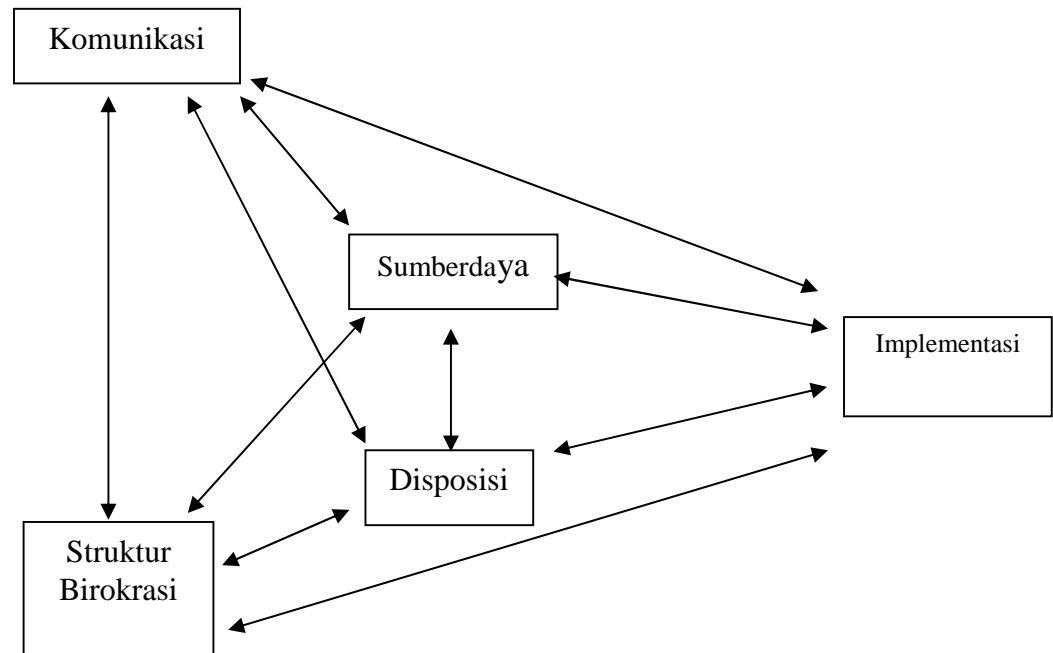 Komunikasi
Sumberdaya
Implementasi
Disposisi
Struktur
Birokrasi